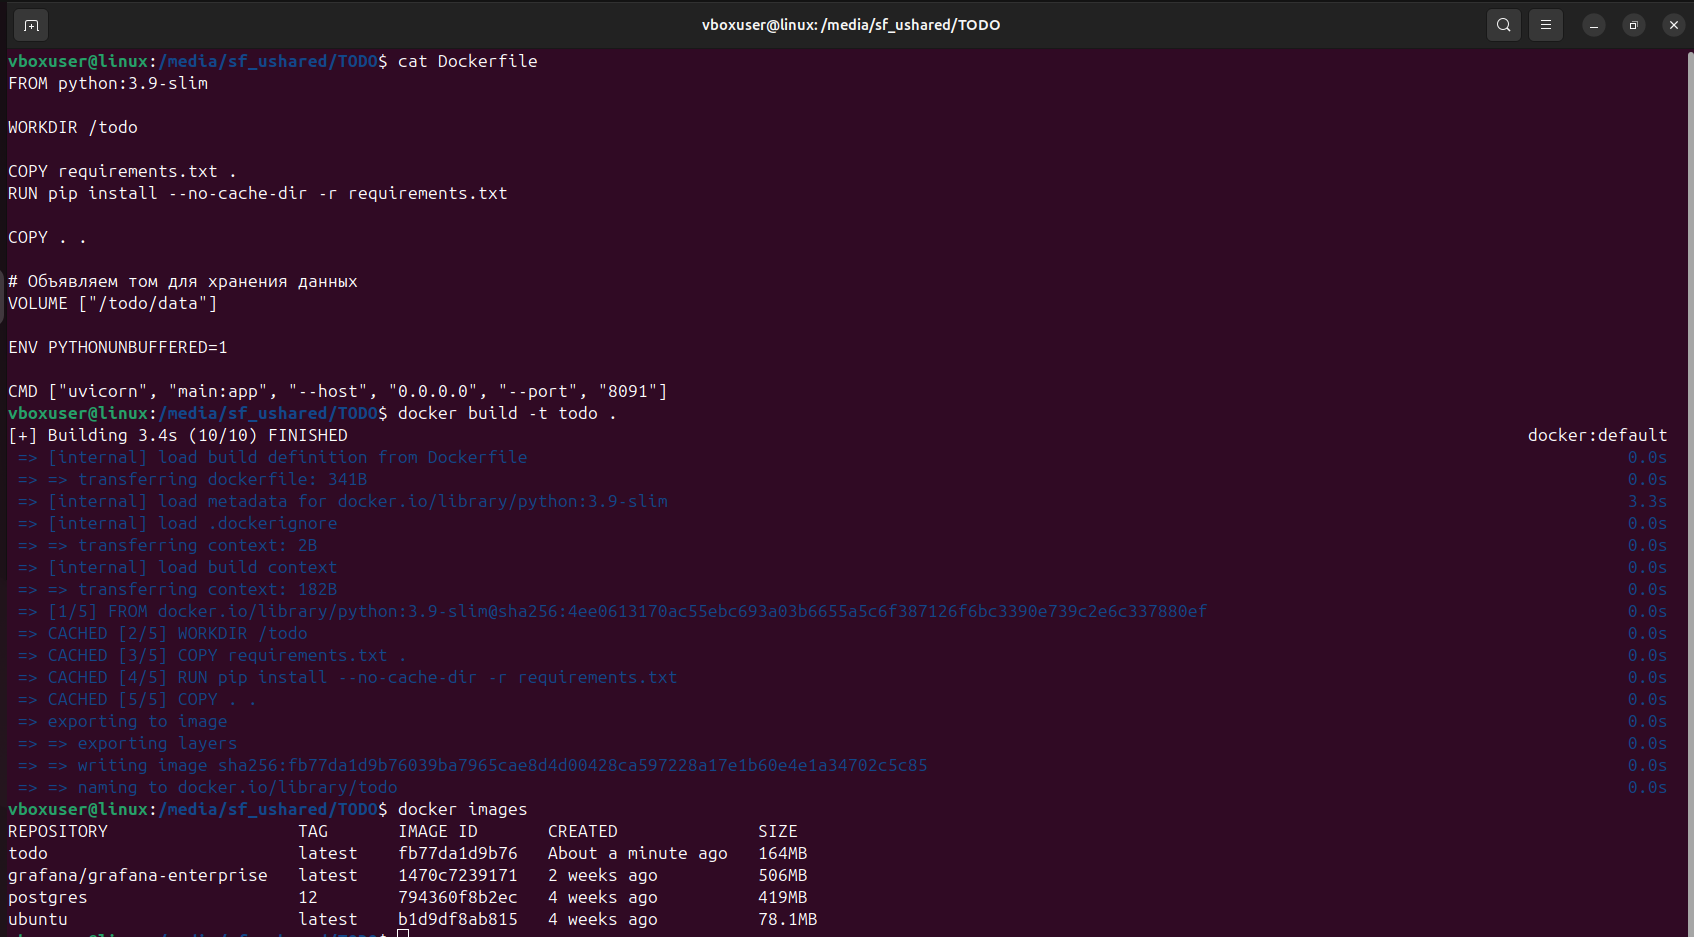 vboxuser@linux: /media/sf_ushared/TODO
vboxuser@linux:/media/sf_ushared/TODO$ cat Dockerfile
FROM python:3.9-slim
WORKDIR /todo
COPY requirements.txt .
RUN pip install --no-cache-dir -r requirements.txt
COPY . .
# Объявляем том для хранения данных
VOLUME ["/todo/data"]
ENV PYTHONUNBUFFERED=1
CMD ["uvicorn", "main:app", "--host", "0.0.0.0", "--port", "8091"]
vboxuser@linux:/media/sf_ushared/TODO$ docker build -t todo .
[+] Building 3.4s (10/10) FINISHED docker:default
=> [internal] load build definition from Dockerfile 0.0s
=> => transferring dockerfile: 341B 0.0s
=> [internal] load metadata for docker.io/library/python:3.9-slim 3.3s
=> [internal] load .dockerignore 0.0s
=> => transferring context: 2B 0.0s
=> [internal] load build context 0.0s
=> => transferring context: 182B 0.0s
=> [1/5] FROM docker.io/library/python:3.9-slim@sha256:4ee0613170ac55ebc693a03b6655a5c6f387126f6bc3390e739c2e6c337880ef 0.0s
=> CACHED [2/5] WORKDIR /todo 0.0s
=> CACHED [3/5] COPY requirements.txt . 0.0s
=> CACHED [4/5] RUN pip install --no-cache-dir -r requirements.txt 0.0s
=> CACHED [5/5] COPY . . 0.0s
=> exporting to image 0.0s
=> => exporting layers 0.0s
=> => writing image sha256:fb77da1d9b76039ba7965cae8d4d00428ca597228a17e1b60e4e1a34702c5c85 0.0s
=> => naming to docker.io/library/todo 0.0s
vboxuser@linux:/media/sf_ushared/TODO$ docker images
REPOSITORY TAG IMAGE ID CREATED SIZE
todo latest fb77da1d9b76 About a minute ago 164MB
grafana/grafana-enterprise latest 1470c7239171 2 weeks ago 506MB
postgres 12 794360f8b2ec 4 weeks ago 419MB
ubuntu latest b1d9df8ab815 4 weeks ago 78.1MB